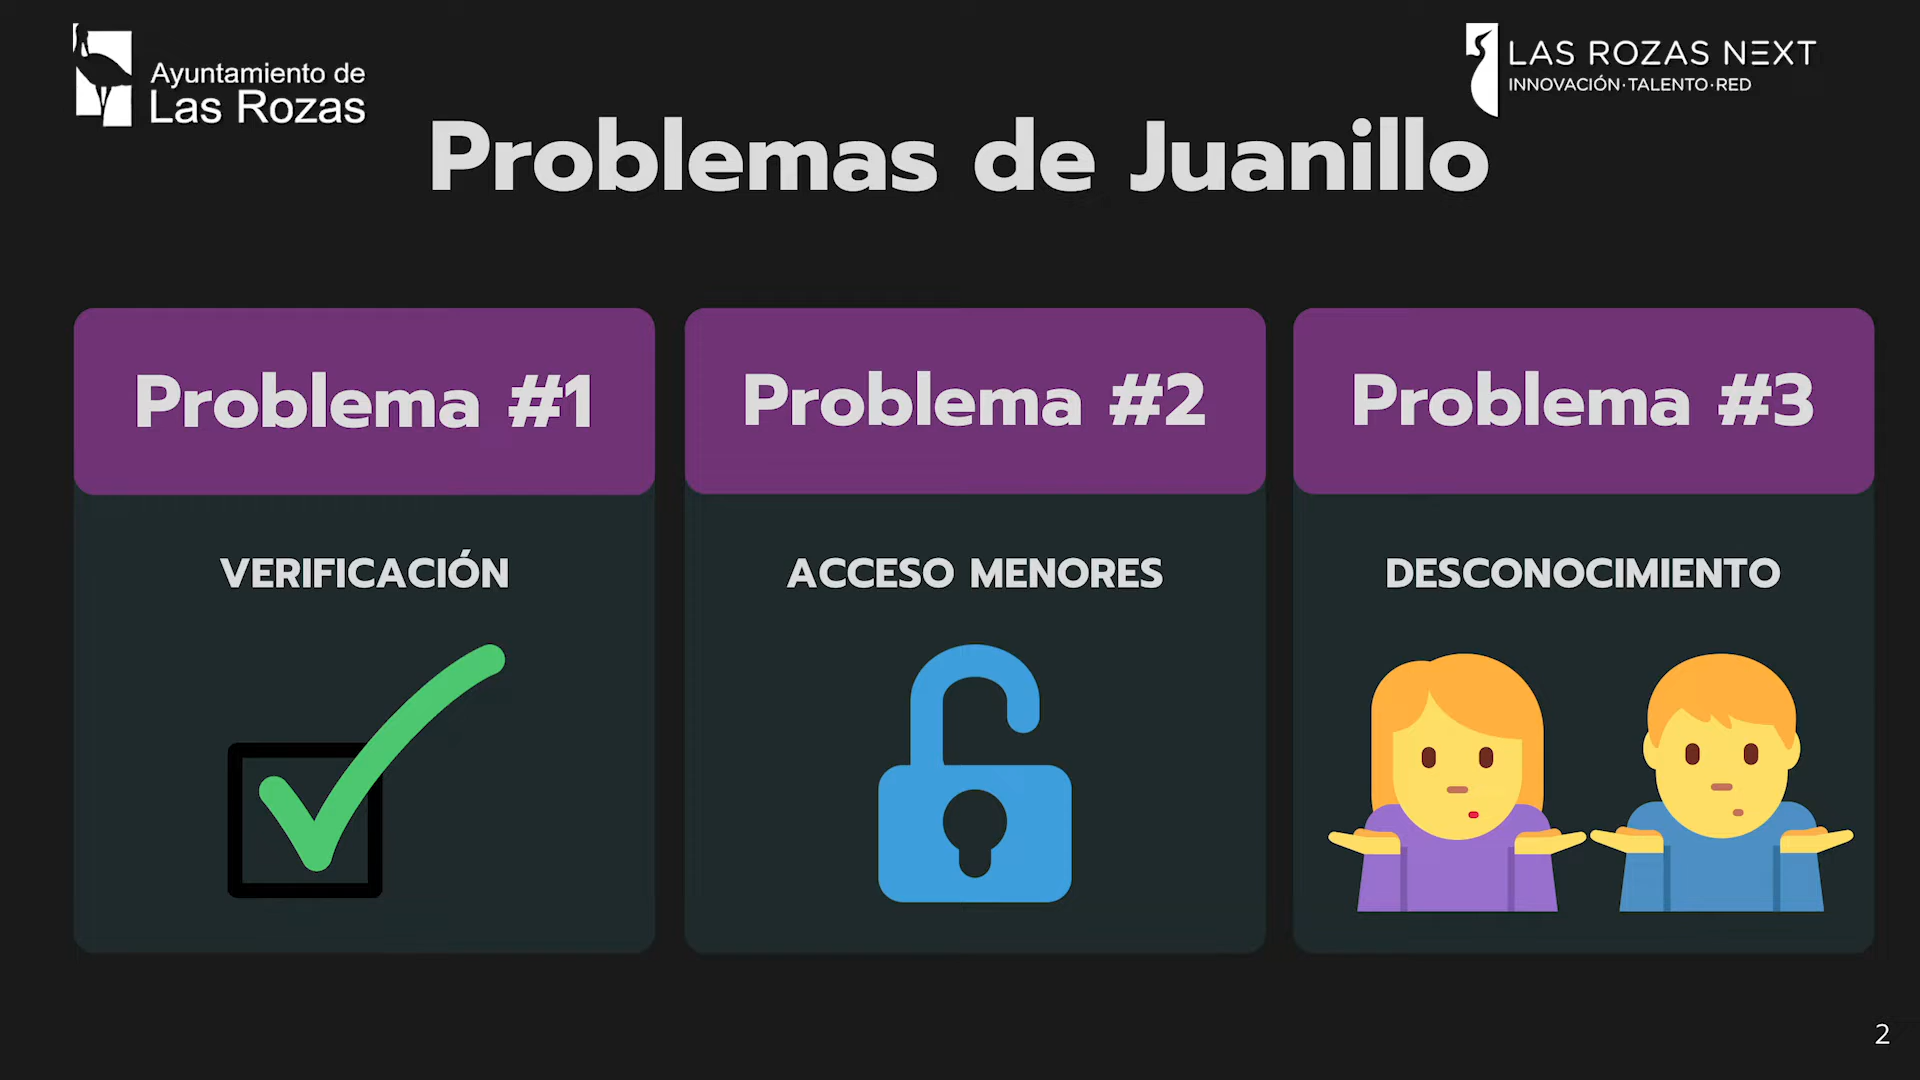 Ayuntamiento de
Las Rozas
LAS ROZAS NEXT
INNOVACIÓN·TALENTO·RED
Problemas de Juanillo
Problema #1
Problema #2
Problema #3
VERIFICACIÓN
ACCESO MENORES
DESCONOCIMIENTO
2